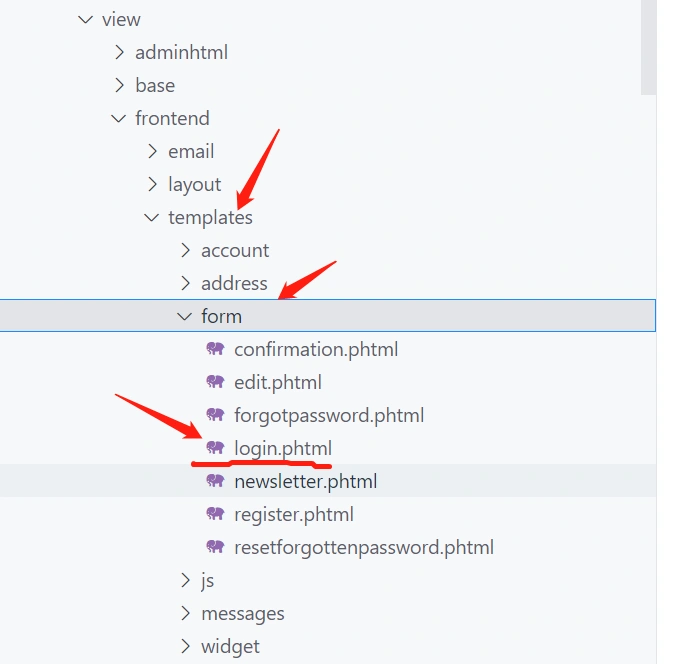 view
adminhtml
base
frontend
email
layout
templates
account
address
form
confirmation.phtml
edit.phtml
forgotpassword.phtml
login.phtml
newsletter.phtml
register.phtml
resetforgottenpassword.phtml
js
messages
widget